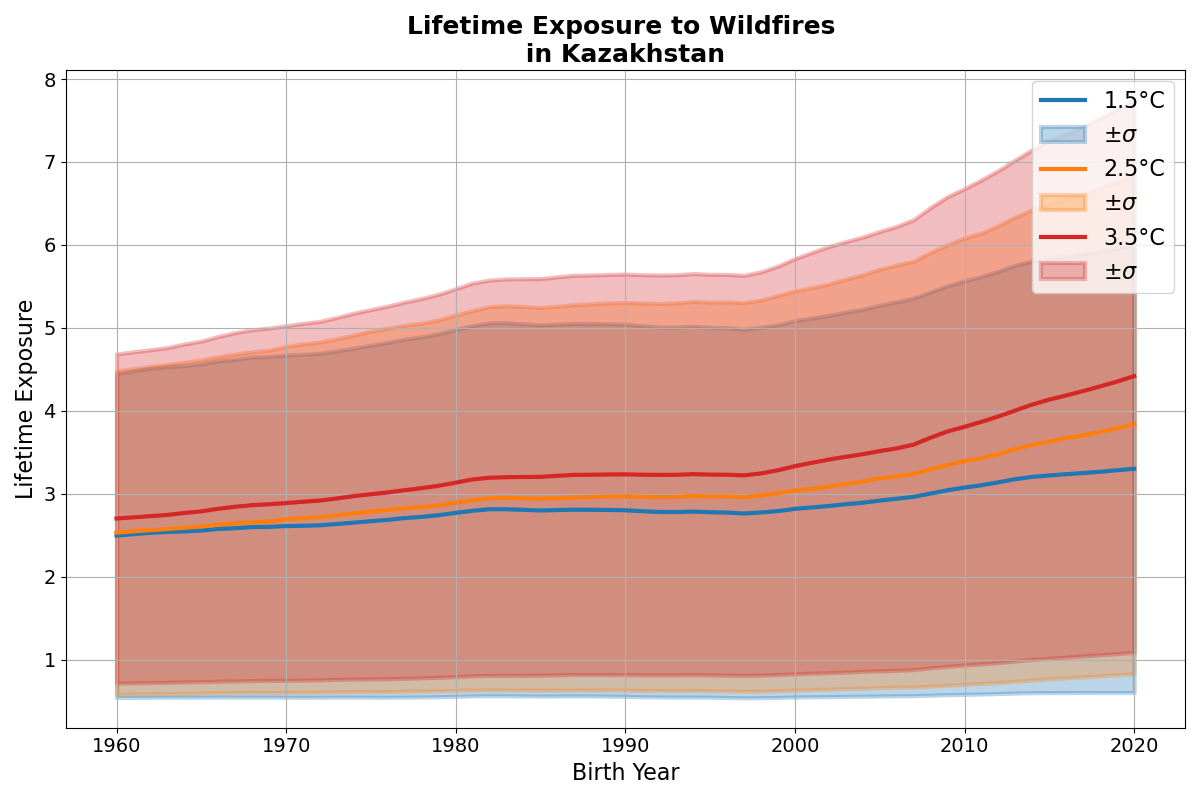 Lifetime Exposure to Wildfires
in Kazakhstan
Lifetime Exposure
8
7
6
5
4
3
2
1
1960
1970
1980
1990
2000
2010
2020
Birth Year
1.5°C
±σ
2.5°C
±σ
3.5°C
±σ